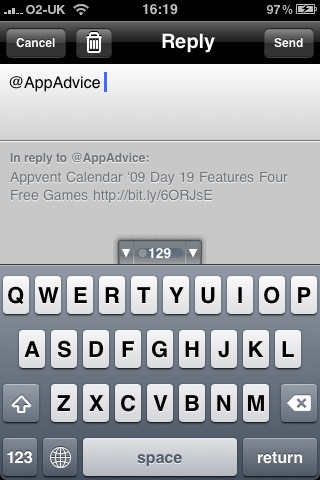 O2-UK 16:19 97%
Cancel Reply Send
@AppAdvice
In reply to @AppAdvice:
Appvent Calendar '09 Day 19 Features Four
Free Games http://bit.ly/6ORJsE
129
Q W E R T Y U I O P
A S D F G H J K L
Z X C V B N M
123 space return